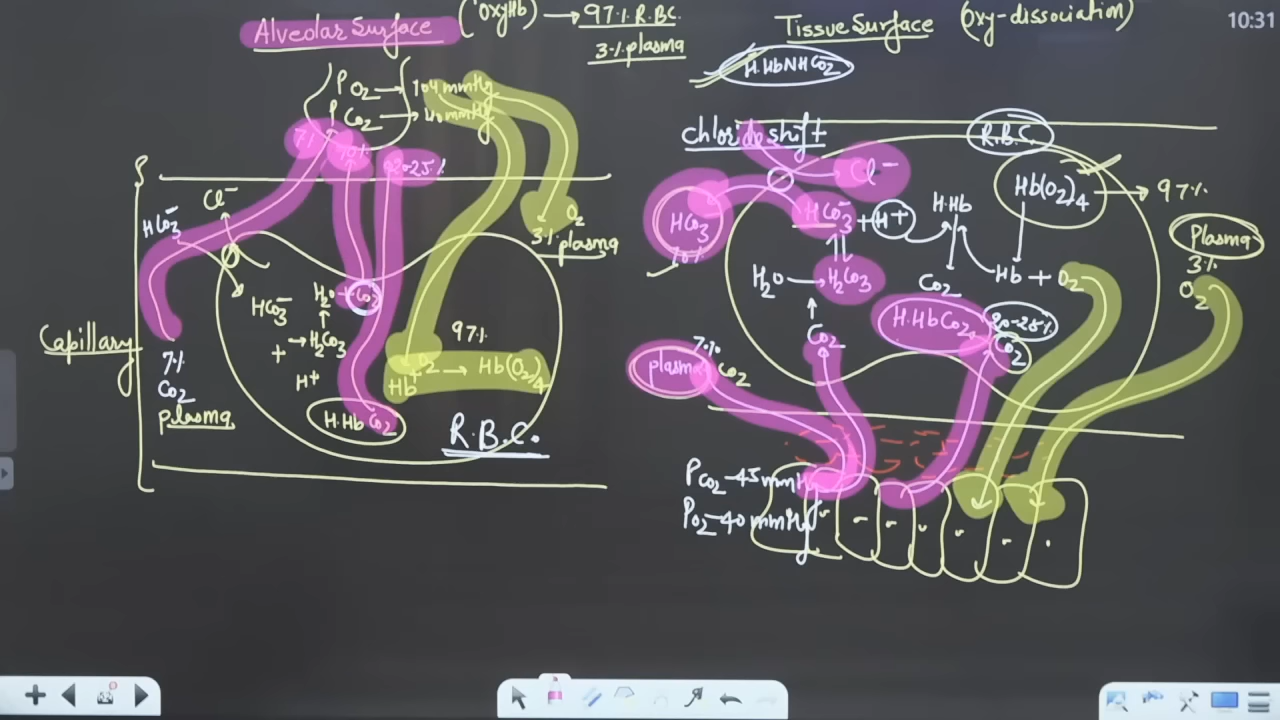 Alveolar Surface
(OxyHb) → 97% R.B.C.
3% plasma
PO2 → 104 mmHg
PCO2 → 40 mmHg
7%
70%
20-25%
Cl-
HCO3-
O2
3% plasma
HCO3-
H2O + CO2
→ H2CO3
+
H+
97%
O2
+
Hb → Hb(O2)4
Capillary
7%
CO2
plasma
H.Hb CO2
R.B.C.
Tissue Surface (Oxy-dissociation)
10:31
H.HbNHCO2
chloride shift
R.B.C.
Cl-
Hb(O2)4 → 97%
HCO3-
70%
HCO3- + H+
H.Hb
Plasma
3%
O2
H2O → H2CO3
CO2
Hb + O2
H.HbCO2
20-25%
CO2
CO2
plasma 7% CO2
PCO2 - 45 mmHg
PO2 - 40 mmHg